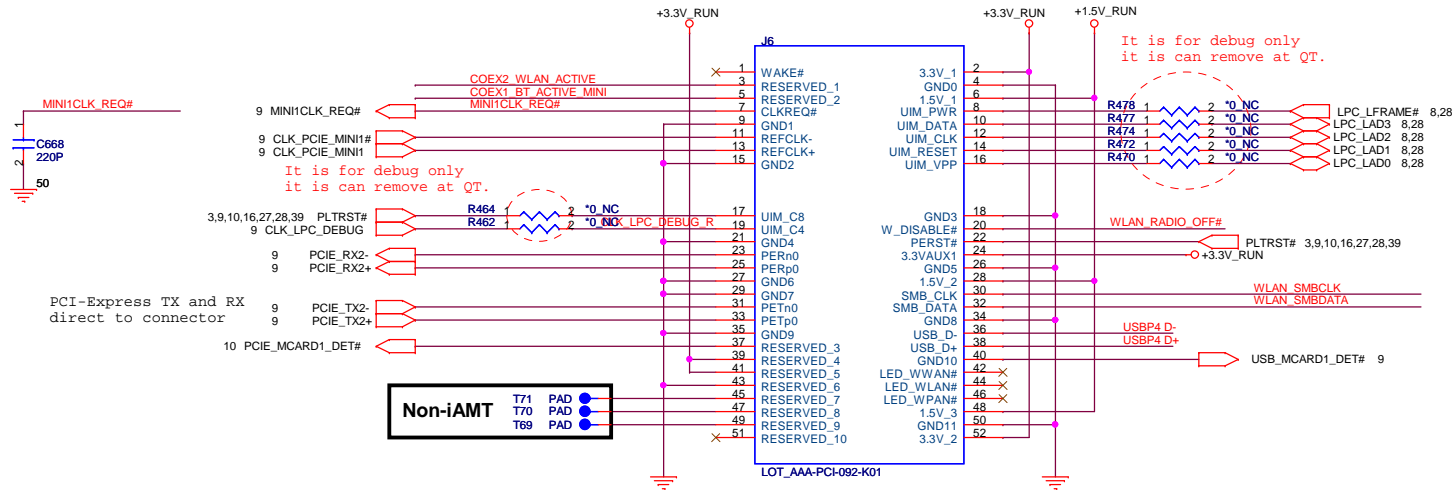 +3.3V_RUN
+3.3V_RUN
+1.5V_RUN
It is for debug only
it is can remove at QT.
J6
MINI1CLK_REQ#
1
C668
220P
2
50
COEX2_WLAN_ACTIVE
COEX1_BT_ACTIVE_MINI
MINI1CLK_REQ#
9 MINI1CLK_REQ#
9 CLK_PCIE_MINI1#
9 CLK_PCIE_MINI1
It is for debug only
it is can remove at QT.
3,9,10,16,27,28,39 PLTRST#
9 CLK_LPC_DEBUG
R464 1 2 *0_NC
R462 1 2 *0_NC
CLK_LPC_DEBUG_R
9 PCIE_RX2-
9 PCIE_RX2+
PCI-Express TX and RX
direct to connector
9 PCIE_TX2-
9 PCIE_TX2+
10 PCIE_MCARD1_DET#
Non-iAMT
T71 PAD
T70 PAD
T69 PAD
1 WAKE#
3 RESERVED_1
5 RESERVED_2
7 CLKREQ#
9 GND1
11 REFCLK-
13 REFCLK+
15 GND2
17 UIM_C8
19 UIM_C4
21 GND4
23 PERn0
25 PERp0
27 GND6
29 GND7
31 PETn0
33 PETp0
35 GND9
37 RESERVED_3
39 RESERVED_4
41 RESERVED_5
43 RESERVED_6
45 RESERVED_7
47 RESERVED_8
49 RESERVED_9
51 RESERVED_10
3.3V_1 2
GND0 4
1.5V_1 6
UIM_PWR 8
UIM_DATA 10
UIM_CLK 12
UIM_RESET 14
UIM_VPP 16
GND3 18
W_DISABLE# 20
PERST# 22
3.3VAUX1 24
GND5 26
1.5V_2 28
SMB_CLK 30
SMB_DATA 32
GND8 34
USB_D- 36
USB_D+ 38
GND10 40
LED_WWAN# 42
LED_WLAN# 44
LED_WPAN# 46
1.5V_3 48
GND11 50
3.3V_2 52
LOT_AAA-PCI-092-K01
R478 1 2 *0_NC LPC_LFRAME# 8,28
R477 1 2 *0_NC LPC_LAD3 8,28
R474 1 2 *0_NC LPC_LAD2 8,28
R472 1 2 *0_NC LPC_LAD1 8,28
R470 1 2 *0_NC LPC_LAD0 8,28
WLAN_RADIO_OFF#
PLTRST# 3,9,10,16,27,28,39
+3.3V_RUN
WLAN_SMBCLK
WLAN_SMBDATA
USBP4 D-
USBP4 D+
USB_MCARD1_DET# 9